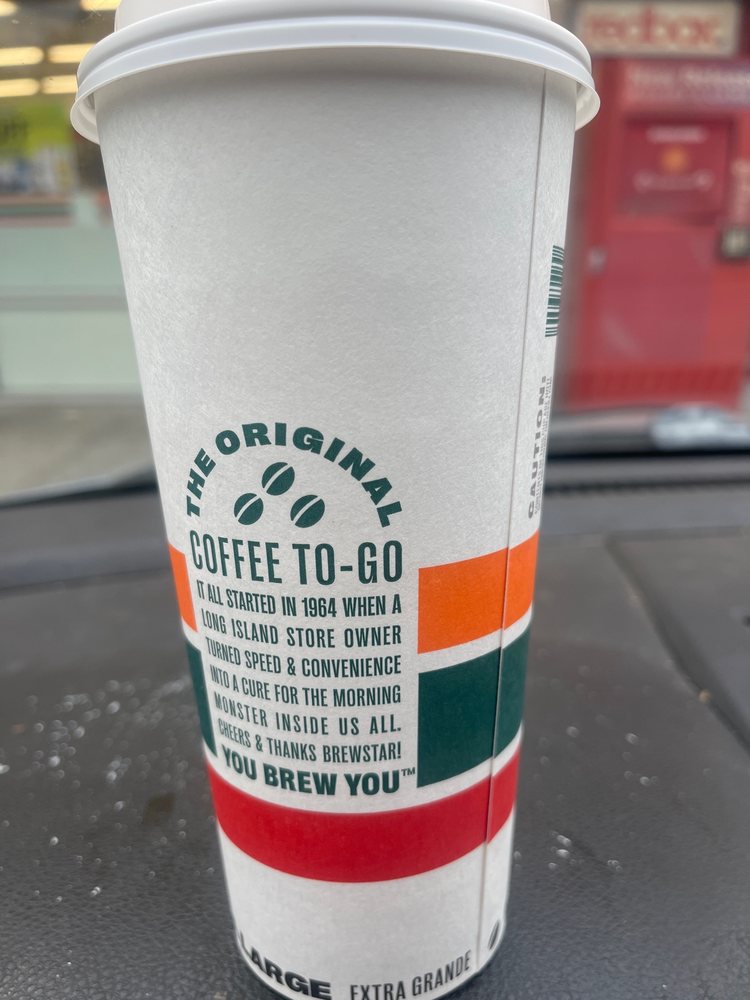 redbox
THE ORIGINAL
COFFEE TO-GO
IT ALL STARTED IN 1964 WHEN A
LONG ISLAND STORE OWNER
TURNED SPEED & CONVENIENCE
INTO A CURE FOR THE MORNING
MONSTER INSIDE US ALL.
CHEERS & THANKS BREWSTAR!
YOU BREW YOU™
CAUTION:
LARGE EXTRA GRANDE